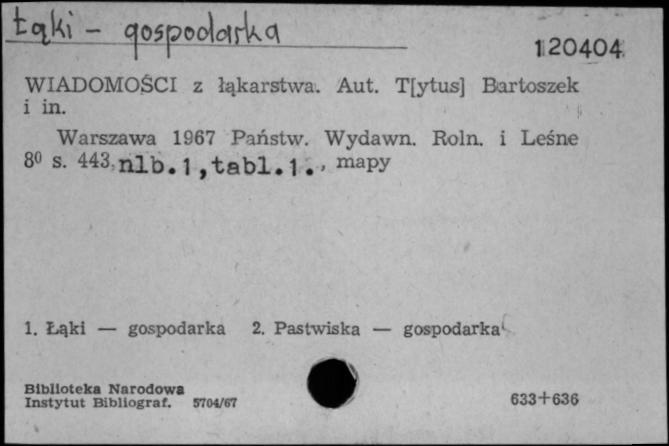 Łąki – gospodarka
120404
WIADOMOŚCI z łąkarstwa. Aut. T[ytus] Bartoszek
i in.
Warszawa 1967 Państw. Wydawn. Roln. i Leśne
8⁰ s. 443, nlb.1, tabl.1., mapy
1. Łąki — gospodarka 2. Pastwiska — gospodarka
Biblioteka Narodowa
Instytut Bibliograf. 5704/67
633+636